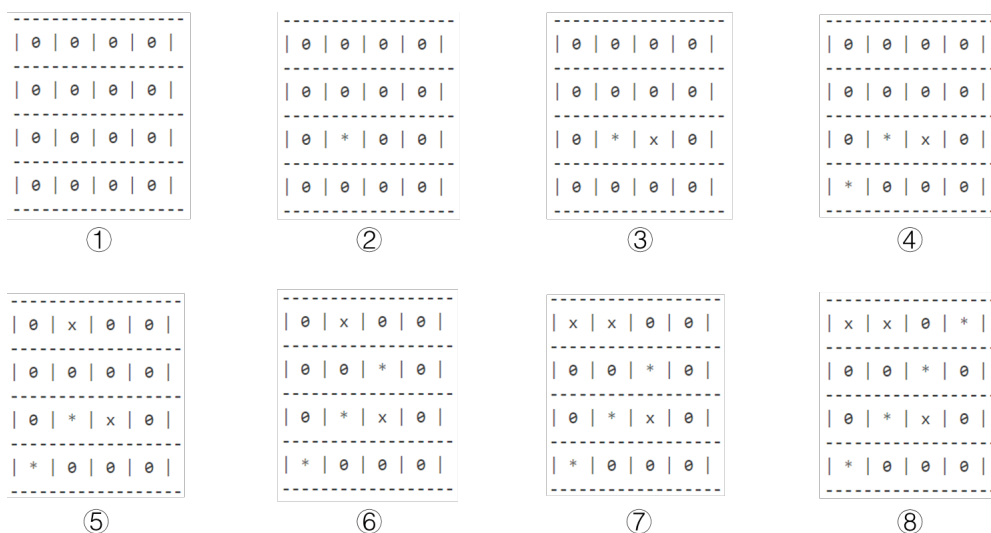 ------------------
| 0 | 0 | 0 | 0 |
------------------
| 0 | 0 | 0 | 0 |
------------------
| 0 | 0 | 0 | 0 |
------------------
| 0 | 0 | 0 | 0 |
------------------
①
------------------
| 0 | 0 | 0 | 0 |
------------------
| 0 | 0 | 0 | 0 |
------------------
| 0 | * | 0 | 0 |
------------------
| 0 | 0 | 0 | 0 |
------------------
②
------------------
| 0 | 0 | 0 | 0 |
------------------
| 0 | 0 | 0 | 0 |
------------------
| 0 | * | x | 0 |
------------------
| 0 | 0 | 0 | 0 |
------------------
③
------------------
| 0 | 0 | 0 | 0 |
------------------
| 0 | 0 | 0 | 0 |
------------------
| 0 | * | x | 0 |
------------------
| * | 0 | 0 | 0 |
------------------
④
------------------
| 0 | x | 0 | 0 |
------------------
| 0 | 0 | 0 | 0 |
------------------
| 0 | * | x | 0 |
------------------
| * | 0 | 0 | 0 |
------------------
⑤
------------------
| 0 | x | 0 | 0 |
------------------
| 0 | 0 | * | 0 |
------------------
| 0 | * | x | 0 |
------------------
| * | 0 | 0 | 0 |
------------------
⑥
------------------
| x | x | 0 | 0 |
------------------
| 0 | 0 | * | 0 |
------------------
| 0 | * | x | 0 |
------------------
| * | 0 | 0 | 0 |
------------------
⑦
------------------
| x | x | 0 | * |
------------------
| 0 | 0 | * | 0 |
------------------
| 0 | * | x | 0 |
------------------
| * | 0 | 0 | 0 |
------------------
⑧